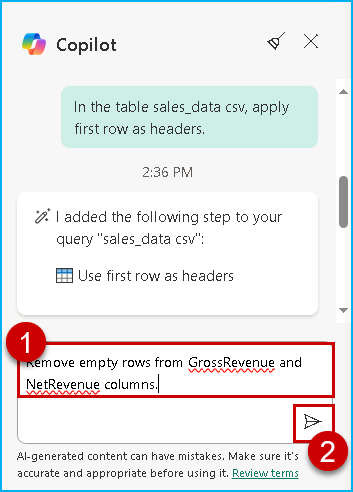 Copilot
In the table sales_data csv, apply
first row as headers.
2:36 PM
I added the following step to your
query "sales_data csv":
Use first row as headers
1
Remove empty rows from GrossRevenue and
NetRevenue columns.
2
AI-generated content can have mistakes. Make sure it's
accurate and appropriate before using it. Review terms